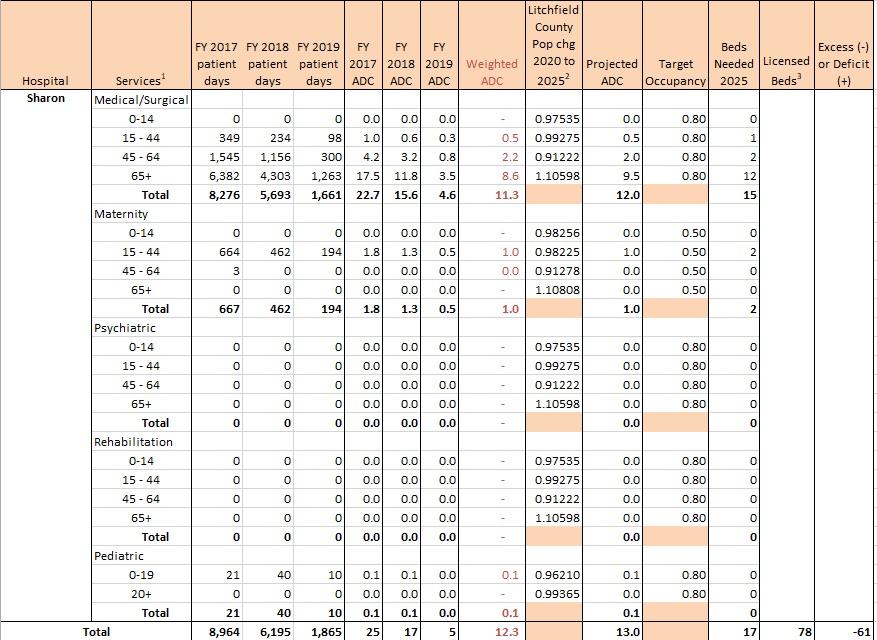 Hospital Services1 FY 2017 patient days FY 2018 patient days FY 2019 patient days FY 2017 ADC FY 2018 ADC FY 2019 ADC Weighted ADC Litchfield County Pop chg 2020 to 20252 Projected ADC Target Occupancy Beds Needed 2025 Licensed Beds3 Excess (-) or Deficit (+)
Sharon Medical/Surgical
0-14 0 0 0 0.0 0.0 0.0 - 0.97535 0.0 0.80 0
15 - 44 349 234 98 1.0 0.6 0.3 0.5 0.99275 0.5 0.80 1
45 - 64 1,545 1,156 300 4.2 3.2 0.8 2.2 0.91222 2.0 0.80 2
65+ 6,382 4,303 1,263 17.5 11.8 3.5 8.6 1.10598 9.5 0.80 12
Total 8,276 5,693 1,661 22.7 15.6 4.6 11.3 12.0 15
Maternity
0-14 0 0 0 0.0 0.0 0.0 - 0.98256 0.0 0.50 0
15 - 44 664 462 194 1.8 1.3 0.5 1.0 0.98225 1.0 0.50 2
45 - 64 3 0 0 0.0 0.0 0.0 0.0 0.91278 0.0 0.50 0
65+ 0 0 0 0.0 0.0 0.0 - 1.10808 0.0 0.50 0
Total 667 462 194 1.8 1.3 0.5 1.0 1.0 2
Psychiatric
0-14 0 0 0 0.0 0.0 0.0 - 0.97535 0.0 0.80 0
15 - 44 0 0 0 0.0 0.0 0.0 - 0.99275 0.0 0.80 0
45 - 64 0 0 0 0.0 0.0 0.0 - 0.91222 0.0 0.80 0
65+ 0 0 0 0.0 0.0 0.0 - 1.10598 0.0 0.80 0
Total 0 0 0 0.0 0.0 0.0 - 0.0 0
Rehabilitation
0-14 0 0 0 0.0 0.0 0.0 - 0.97535 0.0 0.80 0
15 - 44 0 0 0 0.0 0.0 0.0 - 0.99275 0.0 0.80 0
45 - 64 0 0 0 0.0 0.0 0.0 - 0.91222 0.0 0.80 0
65+ 0 0 0 0.0 0.0 0.0 - 1.10598 0.0 0.80 0
Total 0 0 0 0.0 0.0 0.0 - 0.0 0
Pediatric
0-19 21 40 10 0.1 0.1 0.0 0.1 0.96210 0.1 0.80 0
20+ 0 0 0 0.0 0.0 0.0 - 0.99365 0.0 0.80 0
Total 21 40 10 0.1 0.1 0.0 0.1 0.1 0
Total 8,964 6,195 1,865 25 17 5 12.3 13.0 17 78 -61